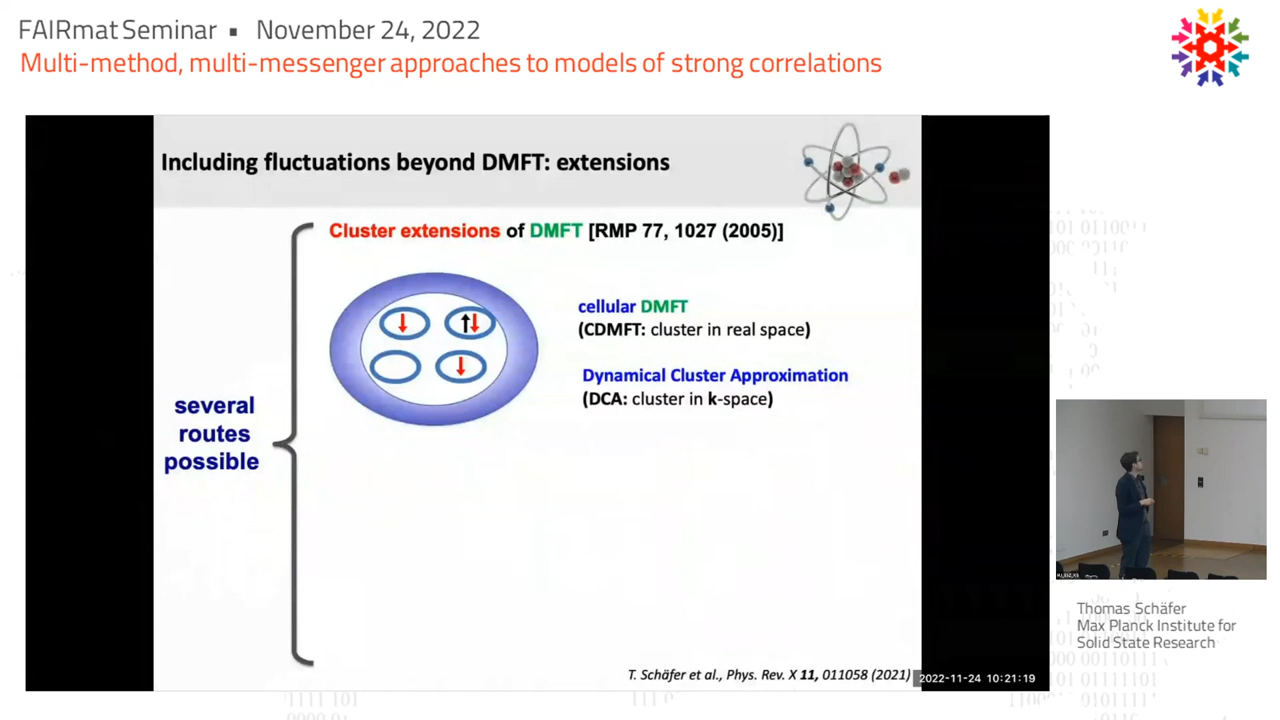 FAIRmat Seminar ▪ November 24, 2022
Multi-method, multi-messenger approaches to models of strong correlations
Including fluctuations beyond DMFT: extensions
Cluster extensions of DMFT [RMP 77, 1027 (2005)]
cellular DMFT
(CDMFT: cluster in real space)
Dynamical Cluster Approximation
(DCA: cluster in k-space)
several
routes
possible
T. Schäfer et al., Phys. Rev. X 11, 011058 (2021)
2022-11-24 10:21:19
Thomas Schäfer
Max Planck Institute for
Solid State Research